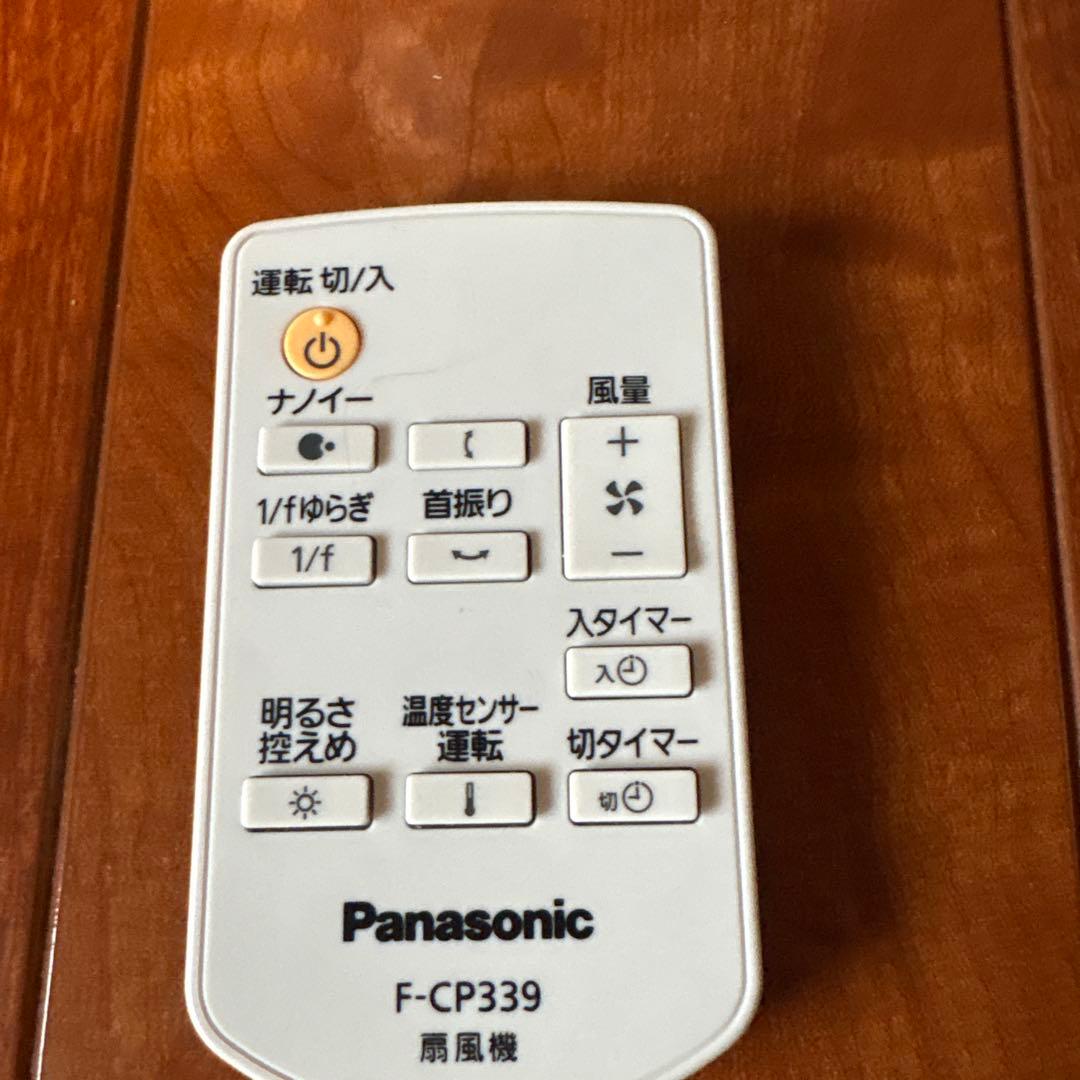 運転 切/入
ナノイー
風量
+
1/fゆらぎ
首振り
1/f
−
入タイマー
入
明るさ
控えめ
温度センサー
運転
切タイマー
切
Panasonic
F-CP339
扇風機